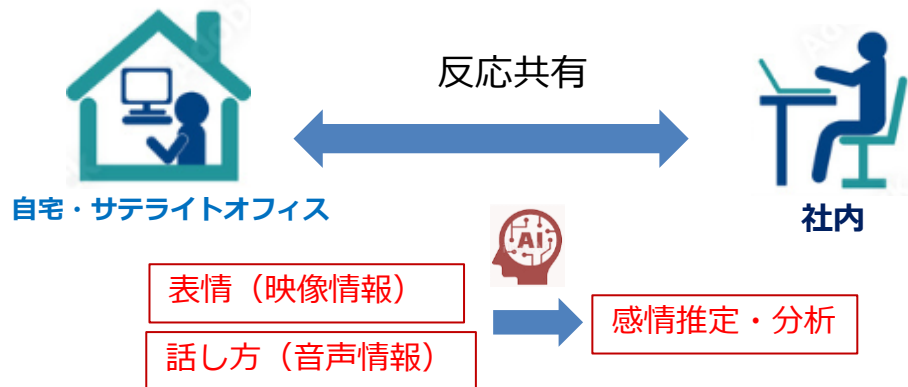 反応共有
自宅・サテライトオフィス
社内
AI
表情（映像情報）
話し方（音声情報）
感情推定・分析